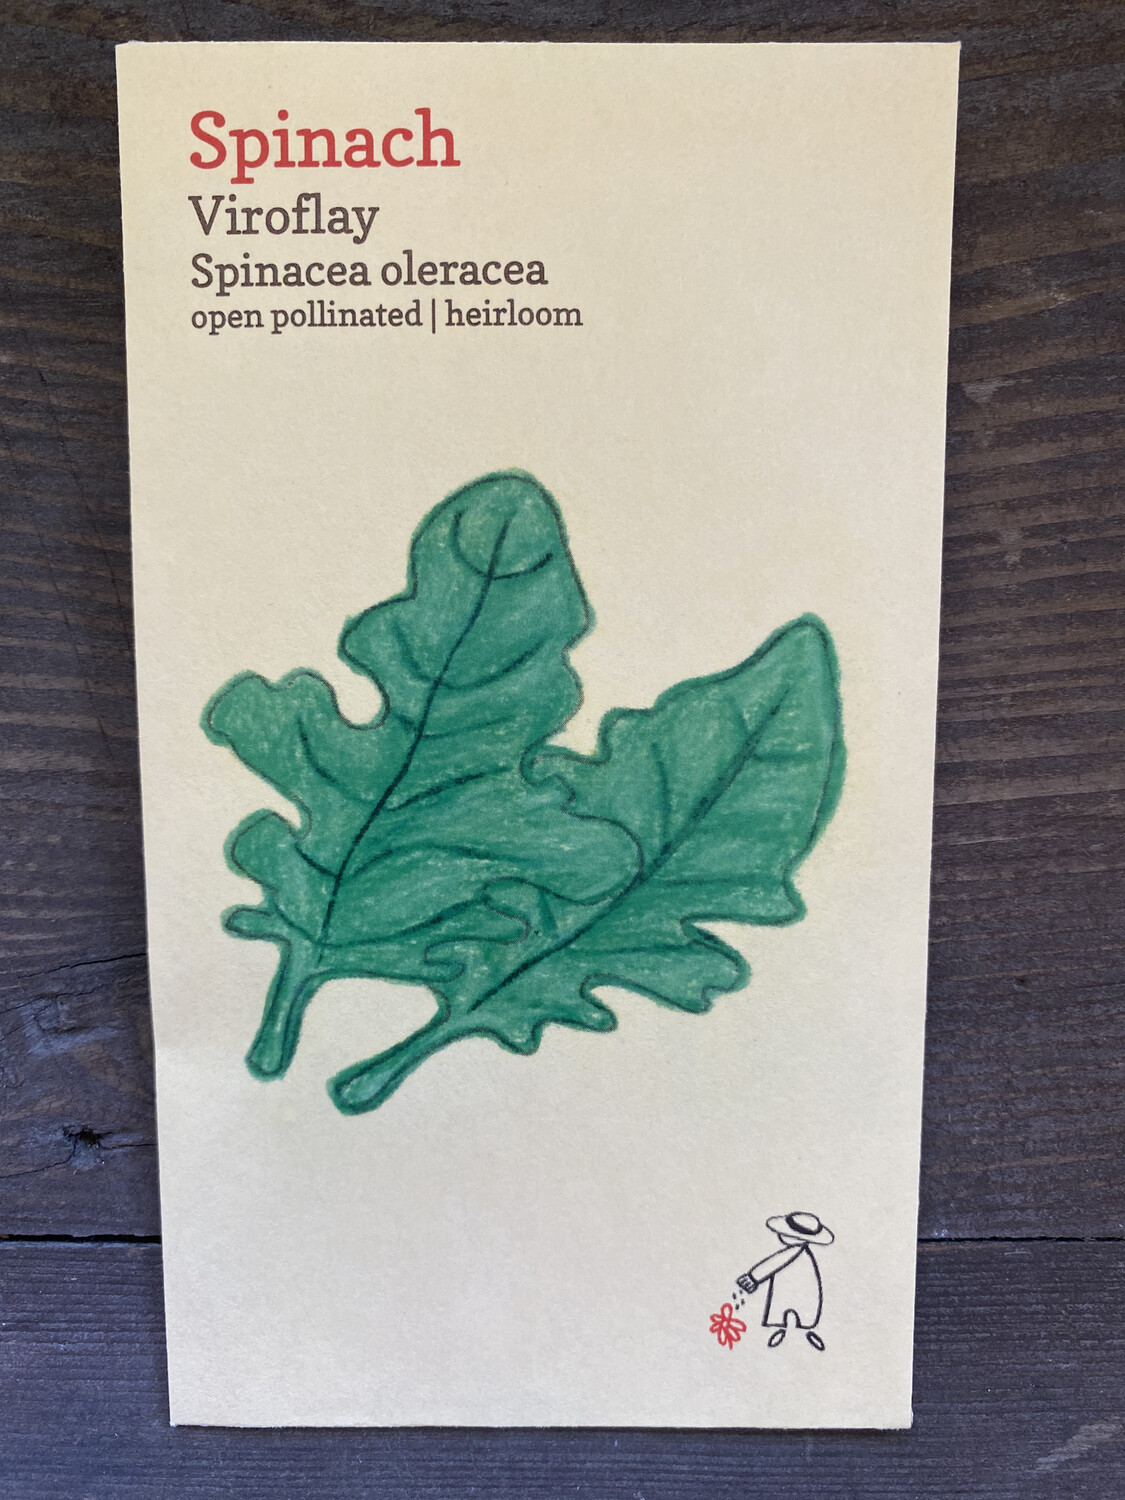 Spinach
Viroflay
Spinacea oleracea
open pollinated | heirloom